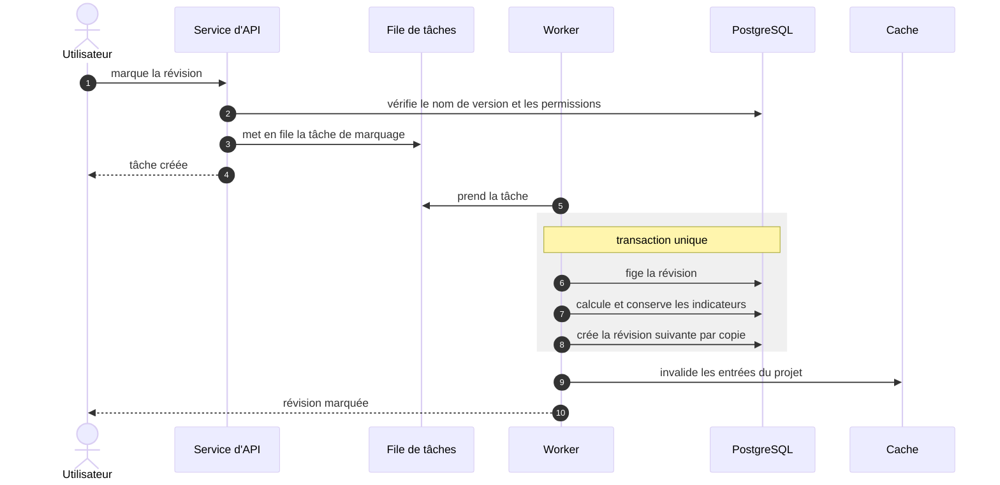 Utilisateur
Service d'API
File de tâches
Worker
PostgreSQL
Cache
1 marque la révision
2 vérifie le nom de version et les permissions
3 met en file la tâche de marquage
tâche créée 4
prend la tâche 5
transaction unique
6 fige la révision
7 calcule et conserve les indicateurs
8 crée la révision suivante par copie
9 invalide les entrées du projet
révision marquée 10
Utilisateur
Service d'API
File de tâches
Worker
PostgreSQL
Cache